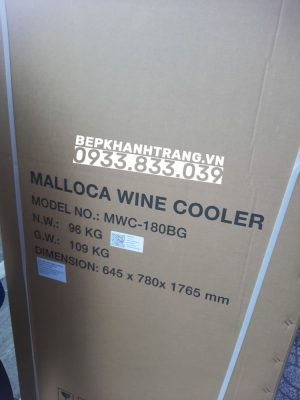 BEPKHANHTRANG.VN
0933.833.039
MALLOCA WINE COOLER
MODEL NO.: MWC-180BG
N.W.: 96 KG
G.W.: 109 KG
DIMENSION: 645 x 780x 1765 mm